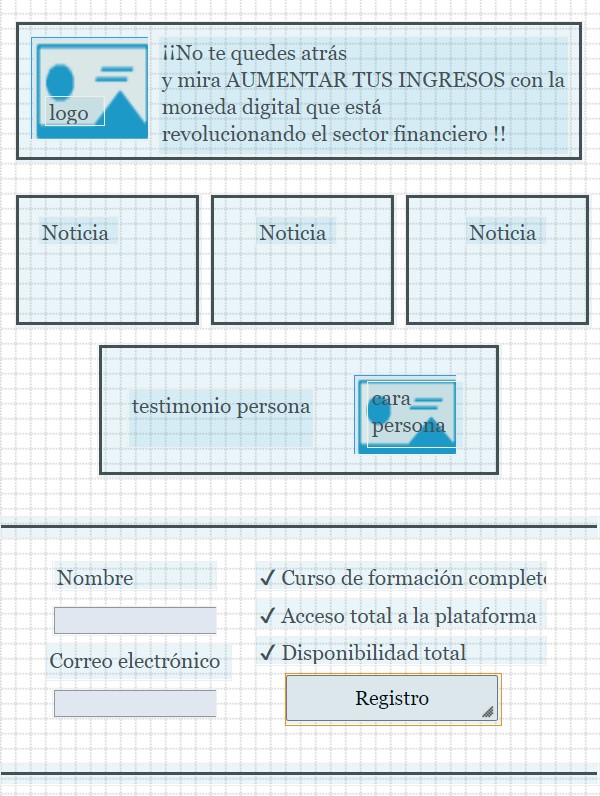 ¡¡No te quedes atrás
y mira AUMENTAR TUS INGRESOS con la
moneda digital que está
revolucionando el sector financiero !!
logo
Noticia
Noticia
Noticia
testimonio persona
cara
persona
Nombre
Correo electrónico
✓ Curso de formación complet
✓ Acceso total a la plataforma
✓ Disponibilidad total
Registro